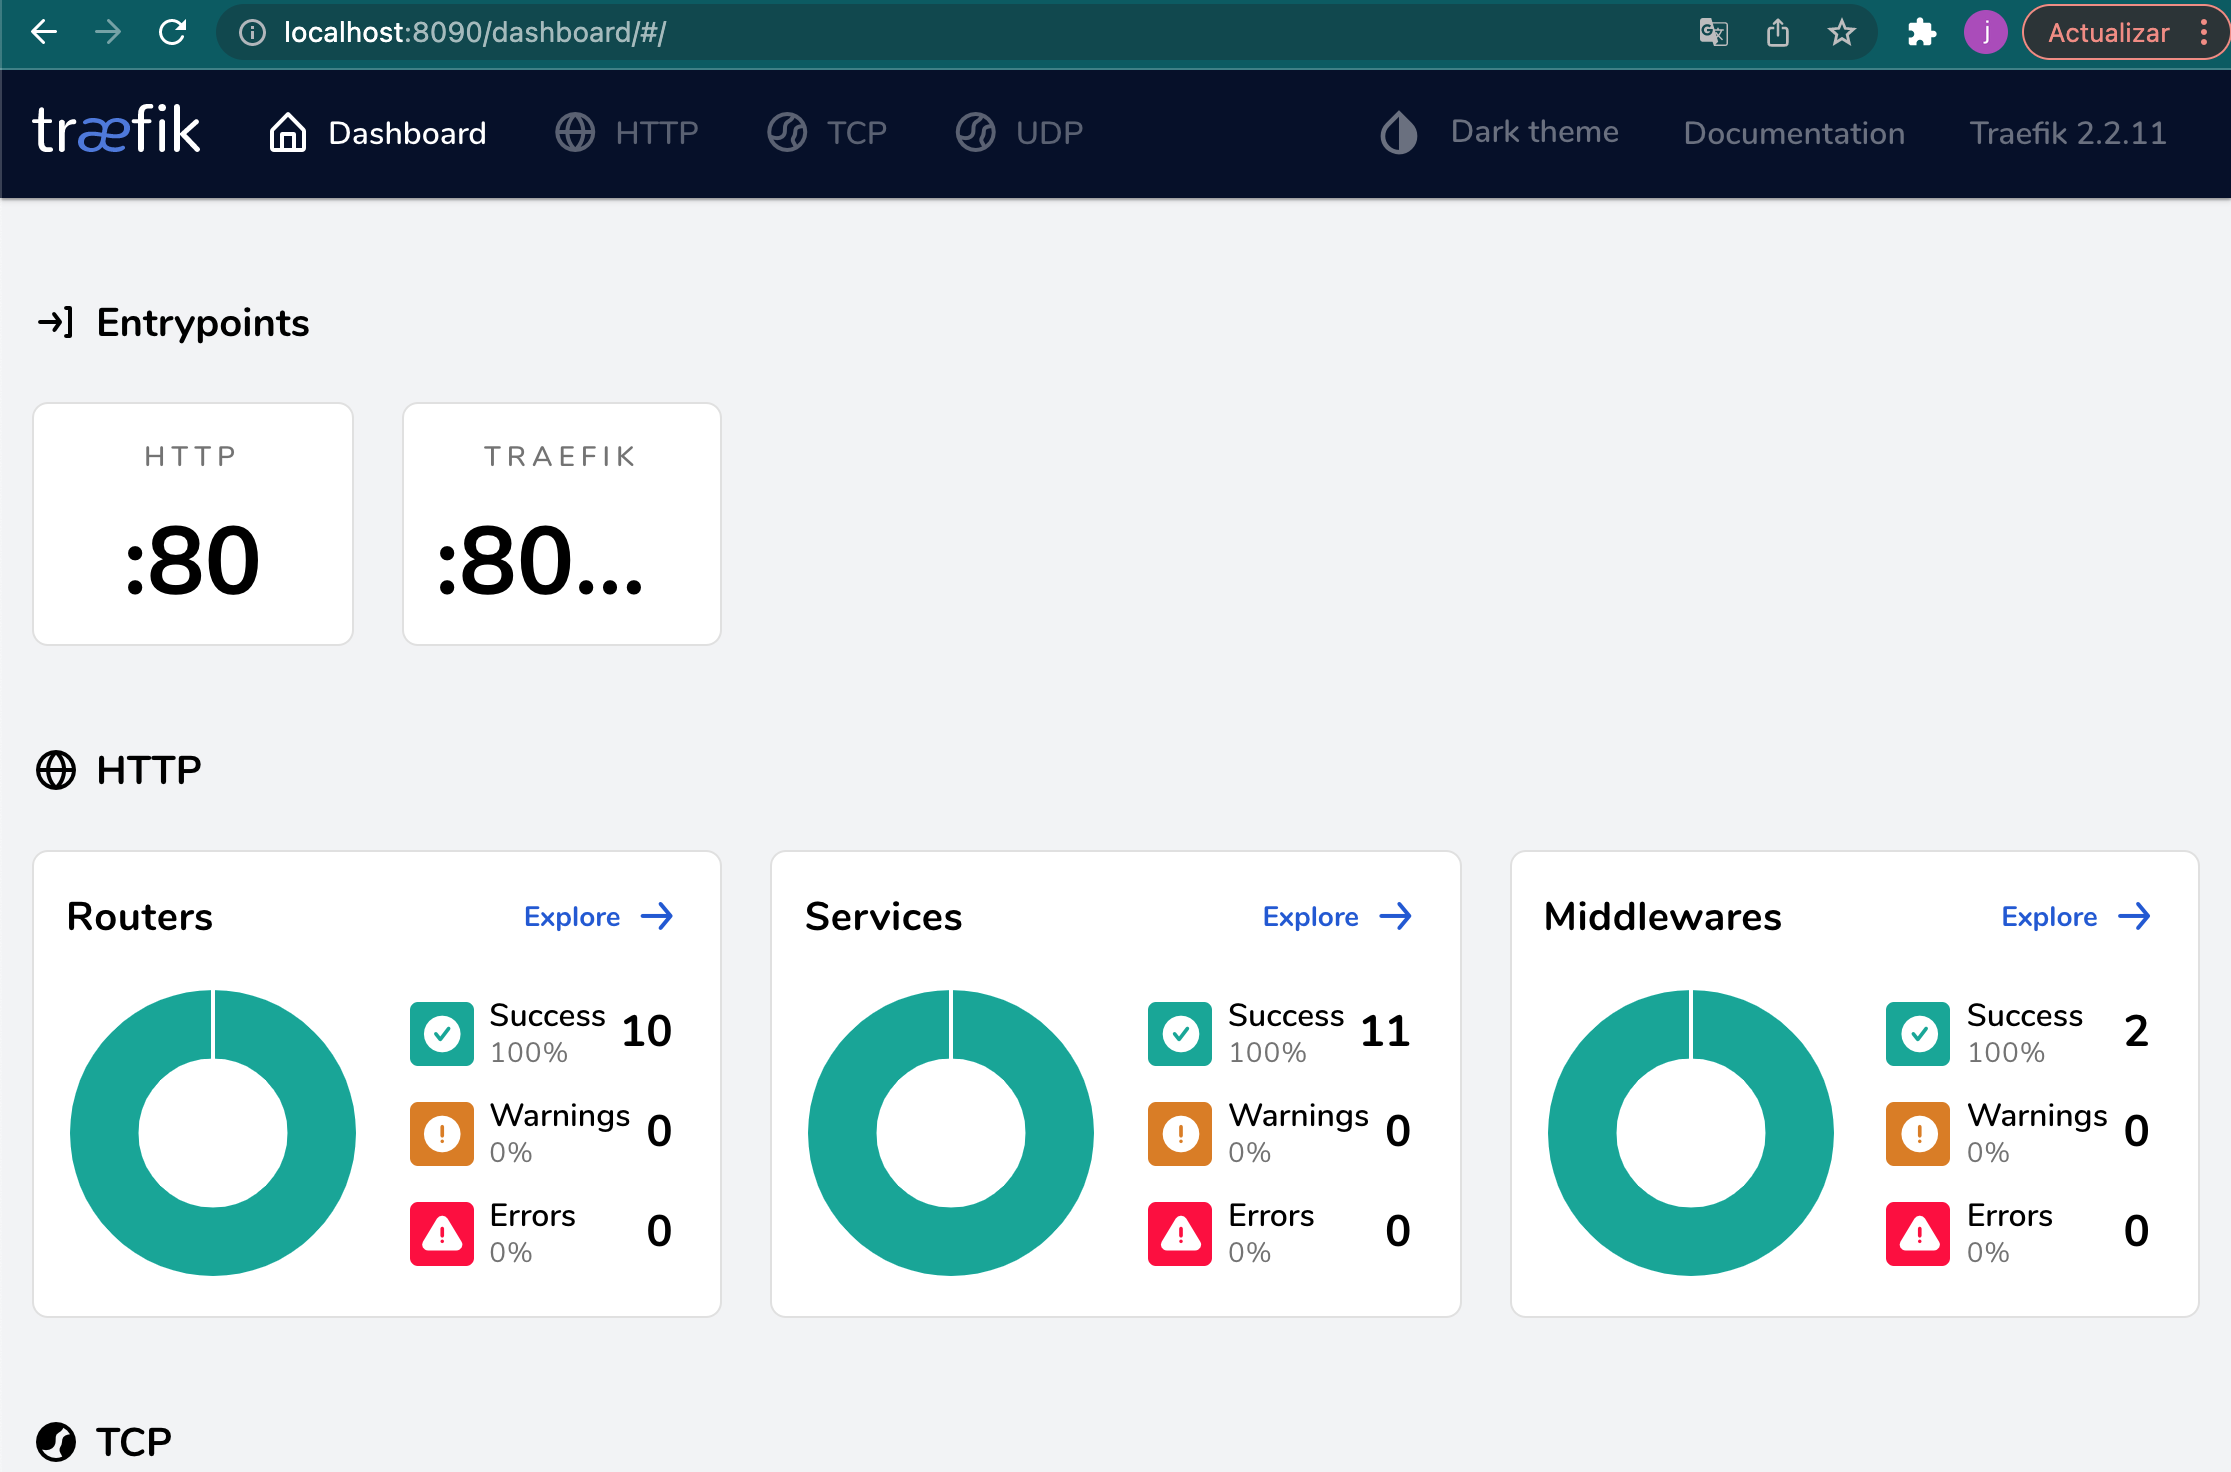 localhost:8090/dashboard/#/
j
Actualizar
træfik
Dashboard
HTTP
TCP
UDP
Dark theme
Documentation
Traefik 2.2.11
Entrypoints
HTTP
:80
TRAEFIK
:80...
HTTP
Routers
Explore
Success 10
100%
Warnings 0
0%
Errors 0
0%
Services
Explore
Success 11
100%
Warnings 0
0%
Errors 0
0%
Middlewares
Explore
Success 2
100%
Warnings 0
0%
Errors 0
0%
TCP